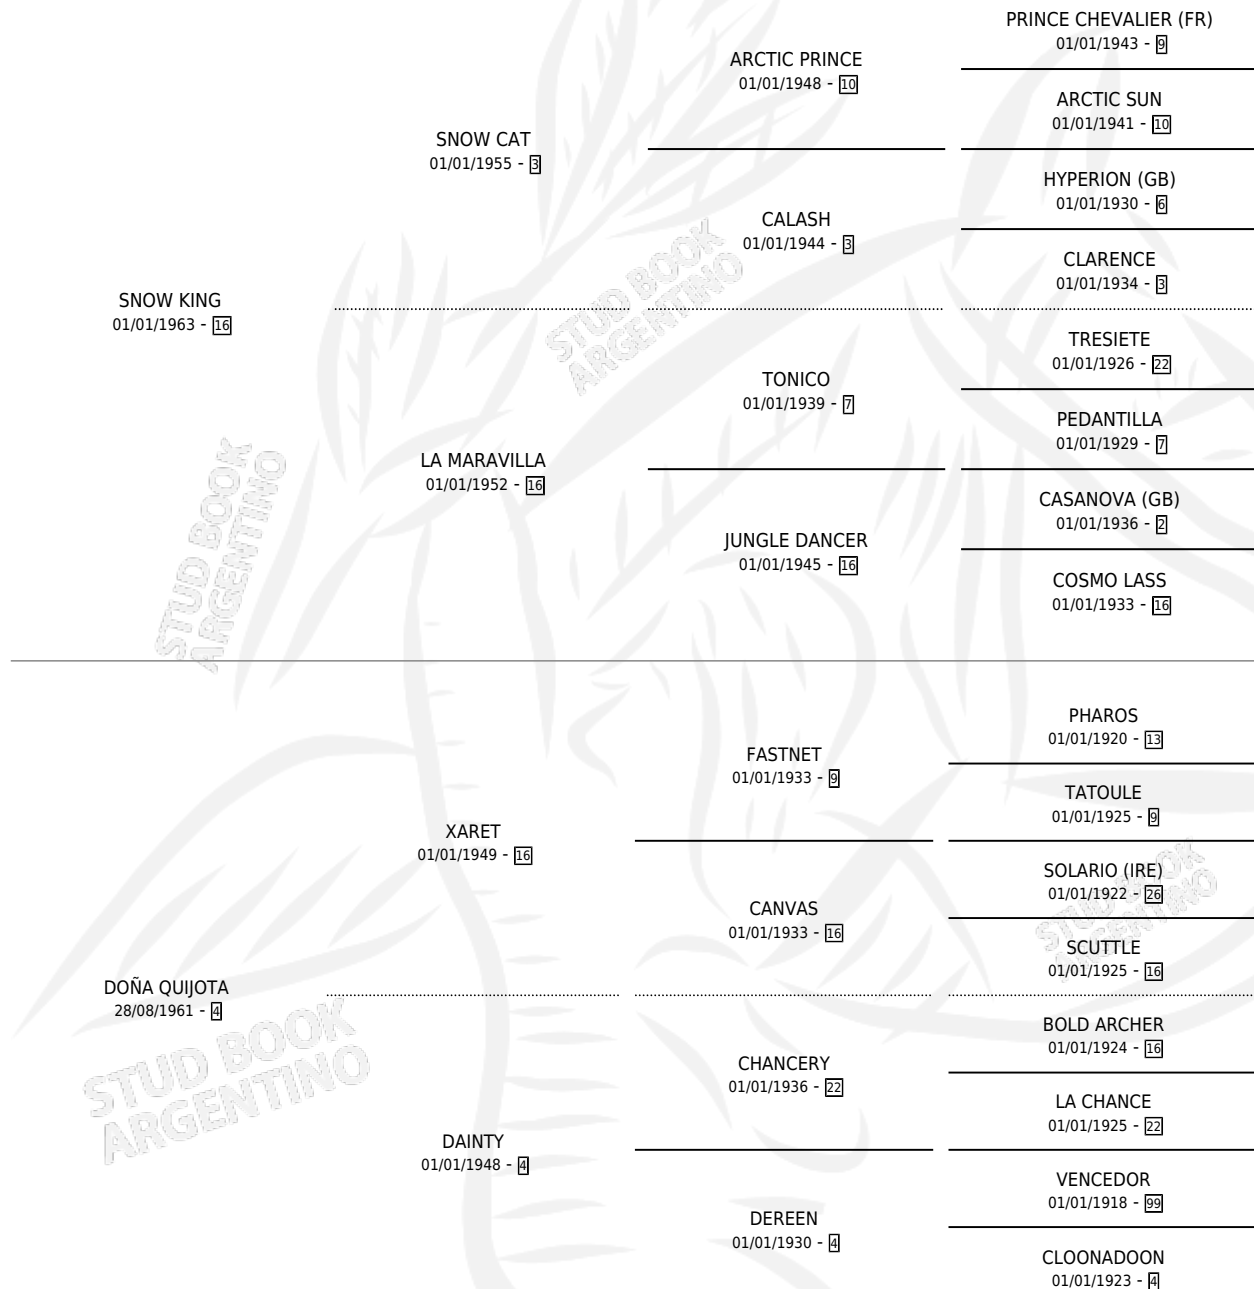 PRINCE CHEVALIER (FR)
01/01/1943 - 9
ARCTIC PRINCE
01/01/1948 - 10
ARCTIC SUN
01/01/1941 - 10
SNOW CAT
01/01/1955 - 3
HYPERION (GB)
01/01/1930 - 6
CALASH
01/01/1944 - 3
CLARENCE
01/01/1934 - 3
SNOW KING
01/01/1963 - 16
TRESIETE
01/01/1926 - 22
TONICO
01/01/1939 - 7
PEDANTILLA
01/01/1929 - 7
LA MARAVILLA
01/01/1952 - 16
CASANOVA (GB)
01/01/1936 - 2
JUNGLE DANCER
01/01/1945 - 16
COSMO LASS
01/01/1933 - 16
PHAROS
01/01/1920 - 13
FASTNET
01/01/1933 - 9
TATOULE
01/01/1925 - 9
XARET
01/01/1949 - 16
SOLARIO (IRE)
01/01/1922 - 26
CANVAS
01/01/1933 - 16
SCUTTLE
01/01/1925 - 16
DOÑA QUIJOTA
28/08/1961 - 4
BOLD ARCHER
01/01/1924 - 16
CHANCERY
01/01/1936 - 22
LA CHANCE
01/01/1925 - 22
DAINTY
01/01/1948 - 4
VENCEDOR
01/01/1918 - 99
DEREEN
01/01/1930 - 4
CLOONADOON
01/01/1923 - 4
STUD BOOK
ARGENTINO
STUD BOOK
ARGENTINO
STUD BOOK
ARGENTINO
STUD BOOK
ARGENTINO